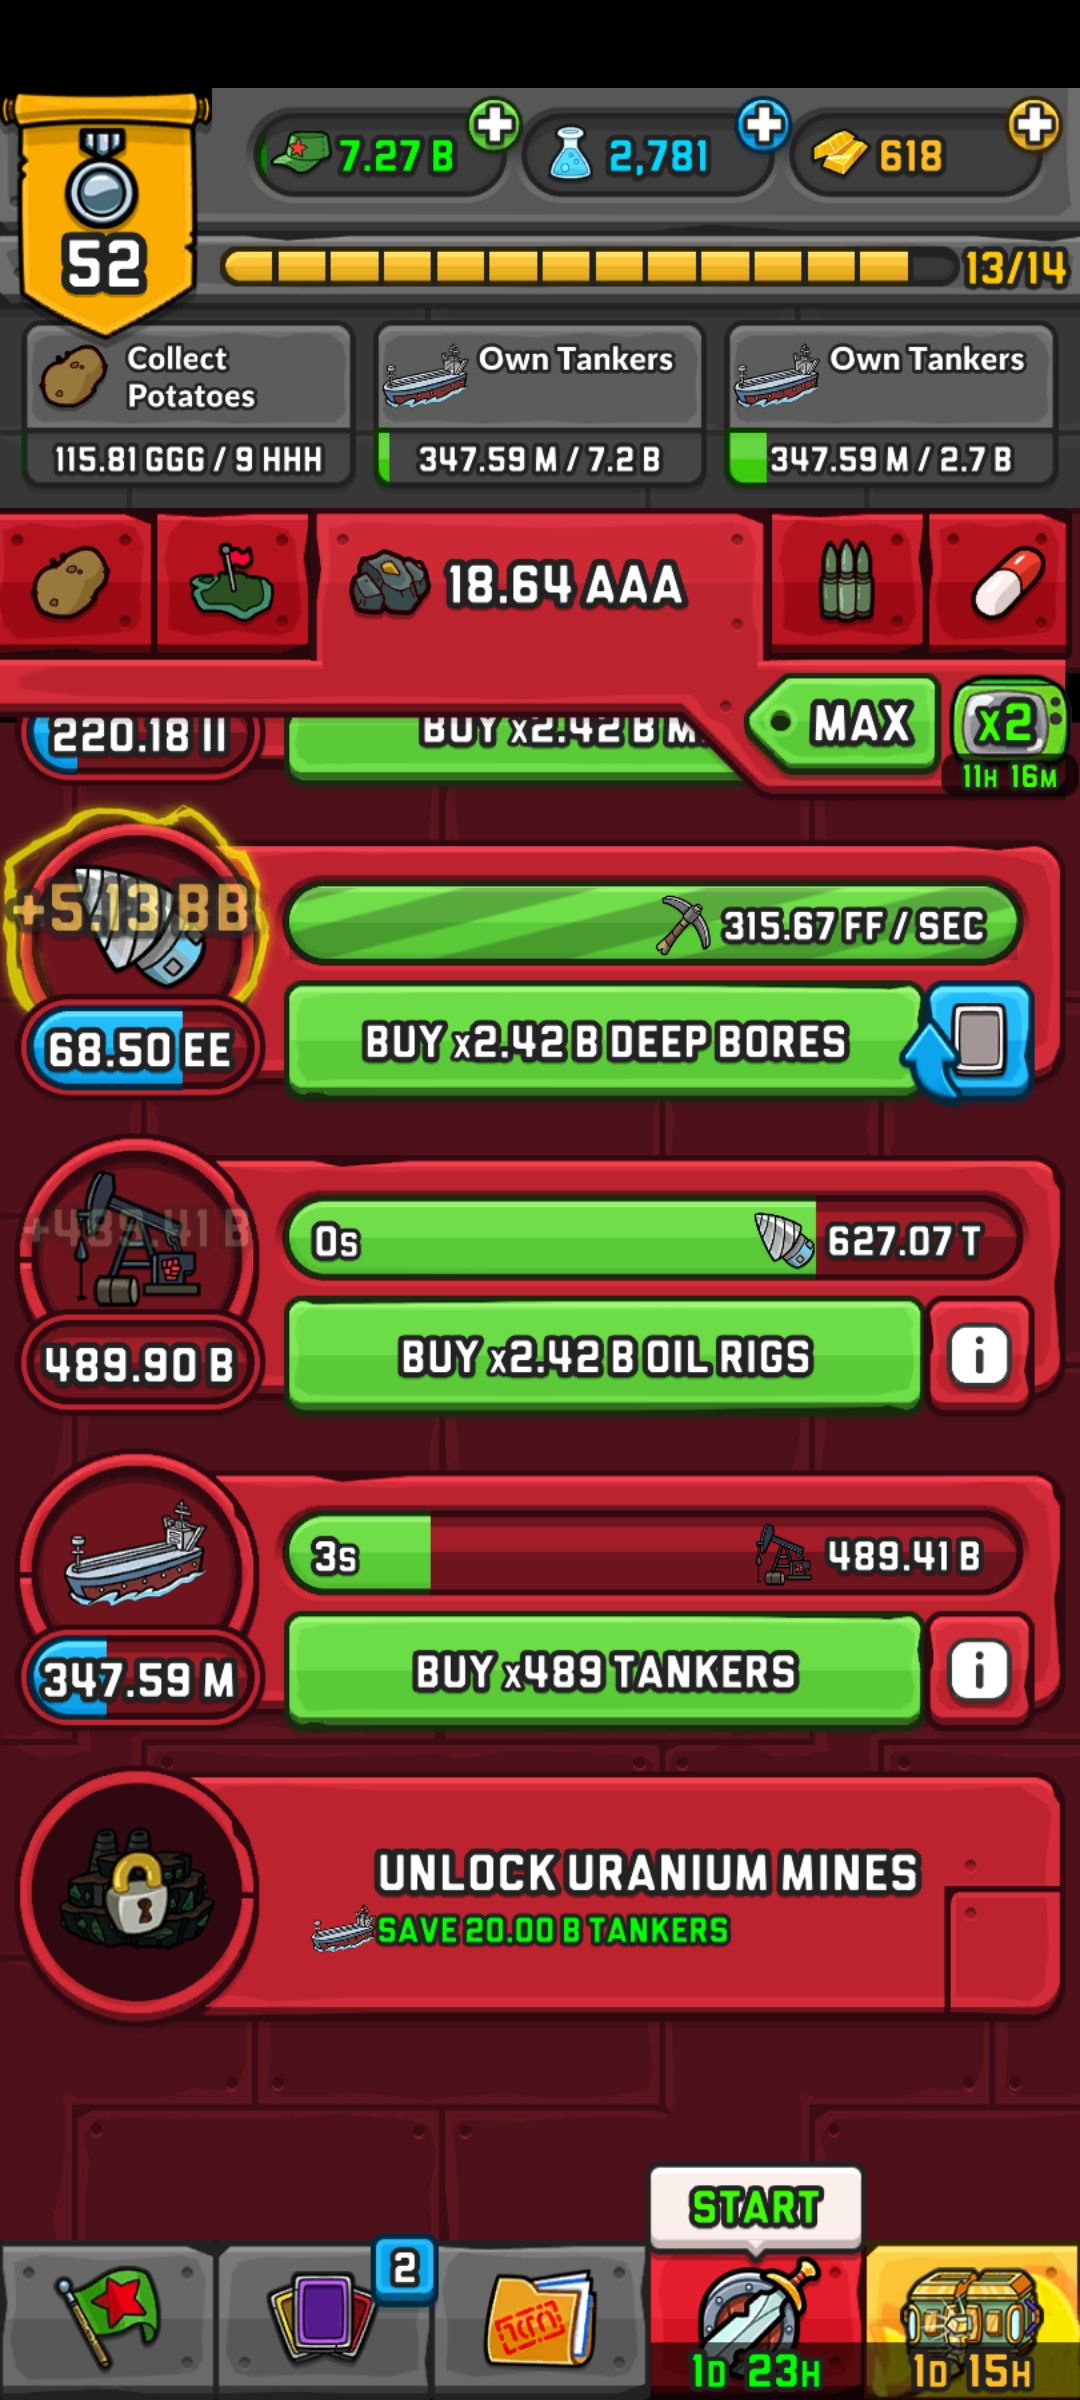 7.27 B
2,781
618
52
13/14
Collect
Potatoes
115.81 GGG / 9 HHH
Own Tankers
347.59 M / 7.2 B
Own Tankers
347.59 M / 2.7 B
18.64 AAA
MAX
X2
11H 16M
220.18 II
BUY x2.42 B M
+5.13 BB
315.67 FF / SEC
68.50 EE
BUY x2.42 B DEEP BORES
+489.41 B
0s
627.07 T
489.90 B
BUY x2.42 B OIL RIGS
i
3s
489.41 B
347.59 M
BUY x489 TANKERS
i
UNLOCK URANIUM MINES
SAVE 20.00 B TANKERS
START
2
1D 23H
1D 15H